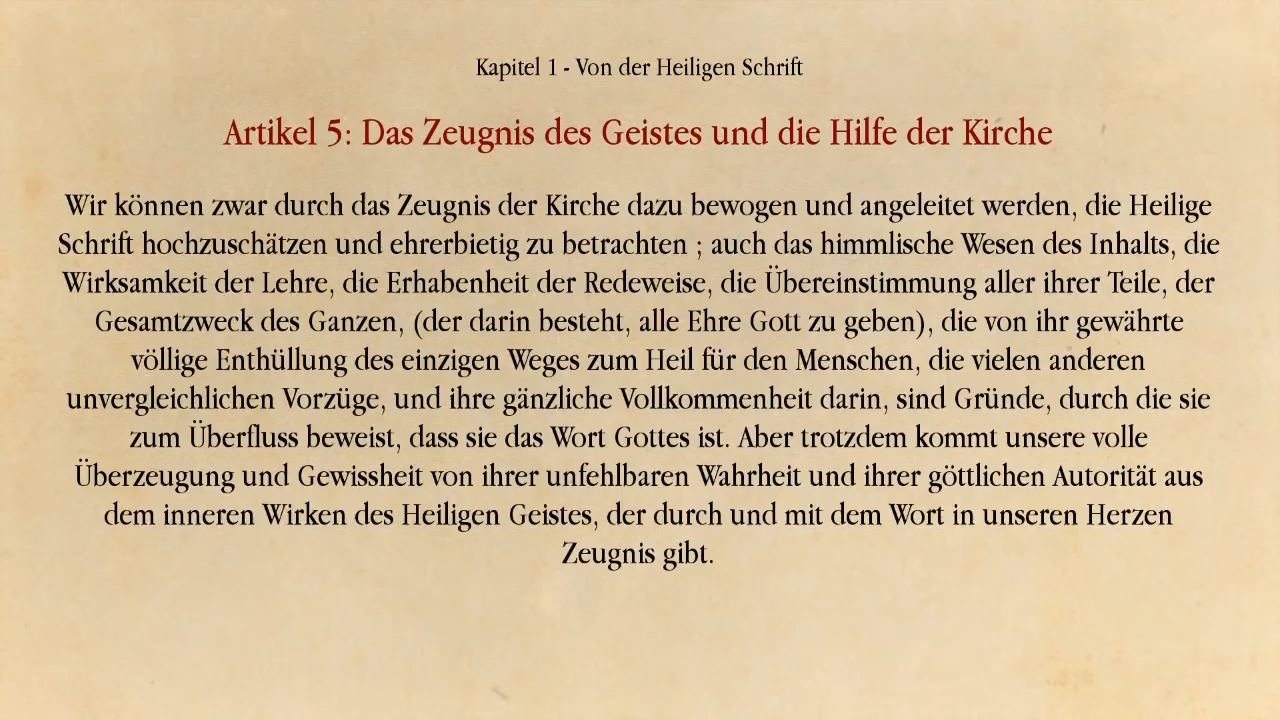 Kapitel 1 - Von der Heiligen Schrift
Artikel 5: Das Zeugnis des Geistes und die Hilfe der Kirche
Wir können zwar durch das Zeugnis der Kirche dazu bewogen und angeleitet werden, die Heilige
Schrift hochzuschätzen und ehrerbietig zu betrachten ; auch das himmlische Wesen des Inhalts, die
Wirksamkeit der Lehre, die Erhabenheit der Redeweise, die Übereinstimmung aller ihrer Teile, der
Gesamtzweck des Ganzen, (der darin besteht, alle Ehre Gott zu geben), die von ihr gewährte
völlige Enthüllung des einzigen Weges zum Heil für den Menschen, die vielen anderen
unvergleichlichen Vorzüge, und ihre gänzliche Vollkommenheit darin, sind Gründe, durch die sie
zum Überfluss beweist, dass sie das Wort Gottes ist. Aber trotzdem kommt unsere volle
Überzeugung und Gewissheit von ihrer unfehlbaren Wahrheit und ihrer göttlichen Autorität aus
dem inneren Wirken des Heiligen Geistes, der durch und mit dem Wort in unseren Herzen
Zeugnis gibt.